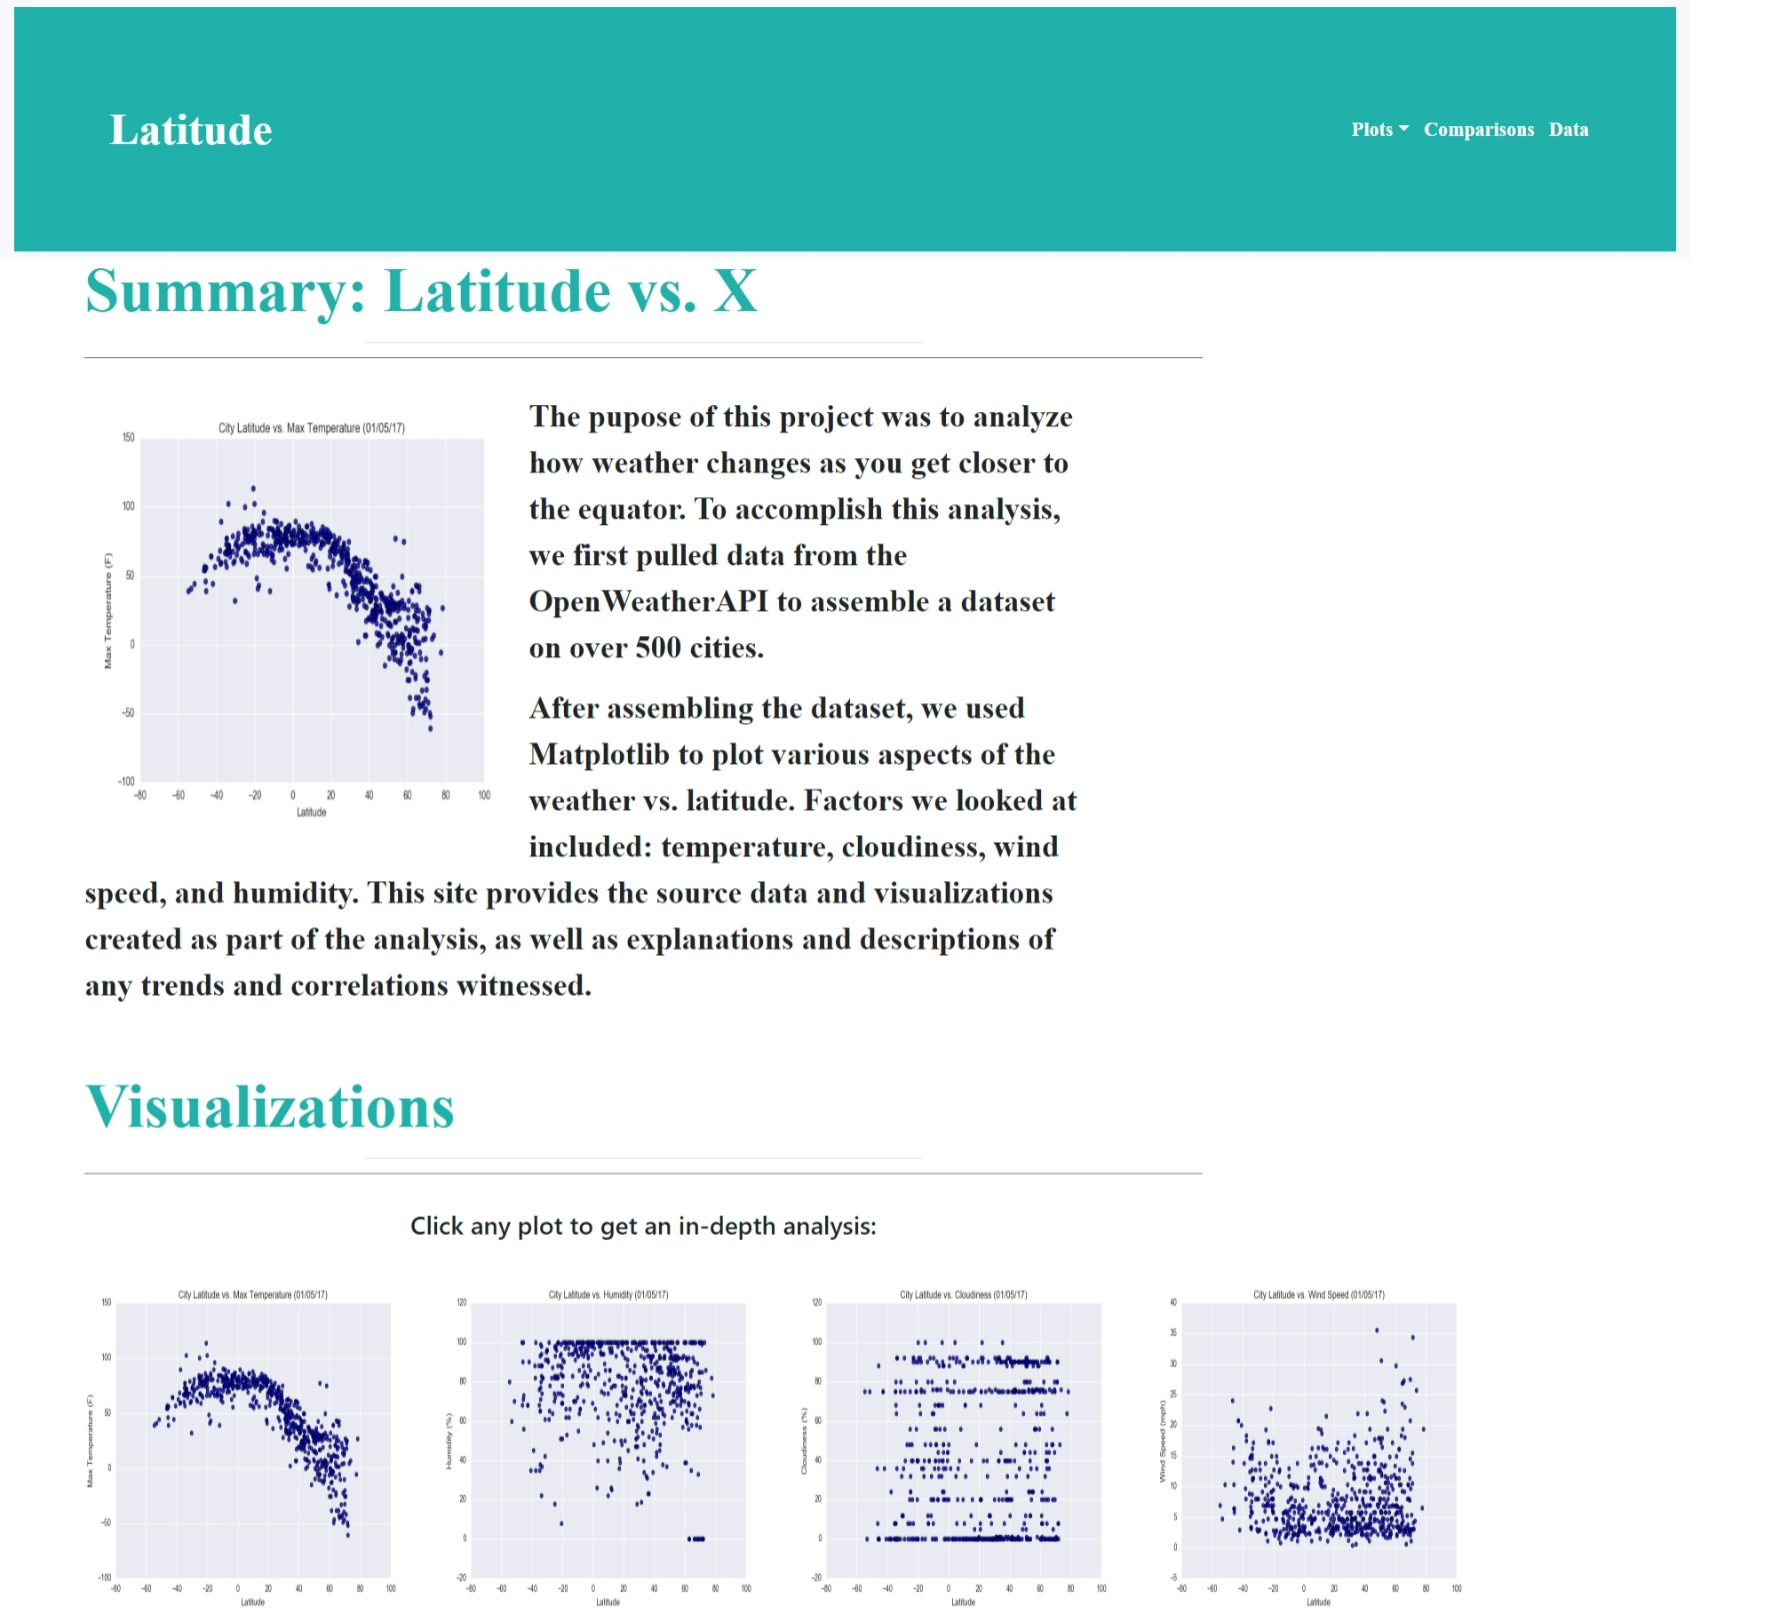 Latitude
Plots Comparisons Data
Summary: Latitude vs. X
City Latitude vs. Max Temperature (01/05/17)
150
100
50
0
−50
−100
Max Temperature (F)
−80 −60 −40 −20 0 20 40 60 80 100
Latitude
The pupose of this project was to analyze
how weather changes as you get closer to
the equator. To accomplish this analysis,
we first pulled data from the
OpenWeatherAPI to assemble a dataset
on over 500 cities.
After assembling the dataset, we used
Matplotlib to plot various aspects of the
weather vs. latitude. Factors we looked at
included: temperature, cloudiness, wind
speed, and humidity. This site provides the source data and visualizations
created as part of the analysis, as well as explanations and descriptions of
any trends and correlations witnessed.
Visualizations
Click any plot to get an in-depth analysis:
City Latitude vs. Max Temperature (01/05/17)
150
100
50
0
−50
−100
Max Temperature (F)
−80 −60 −40 −20 0 20 40 60 80 100
Latitude
City Latitude vs. Humidity (01/05/17)
120
100
80
60
40
20
0
−20
Humidity (%)
−80 −60 −40 −20 0 20 40 60 80 100
Latitude
City Latitude vs. Cloudiness (01/05/17)
120
100
80
60
40
20
0
−20
Cloudiness (%)
−80 −60 −40 −20 0 20 40 60 80 100
Latitude
City Latitude vs. Wind Speed (01/05/17)
40
35
30
25
20
15
10
5
0
−5
Wind Speed (mph)
−80 −60 −40 −20 0 20 40 60 80 100
Latitude